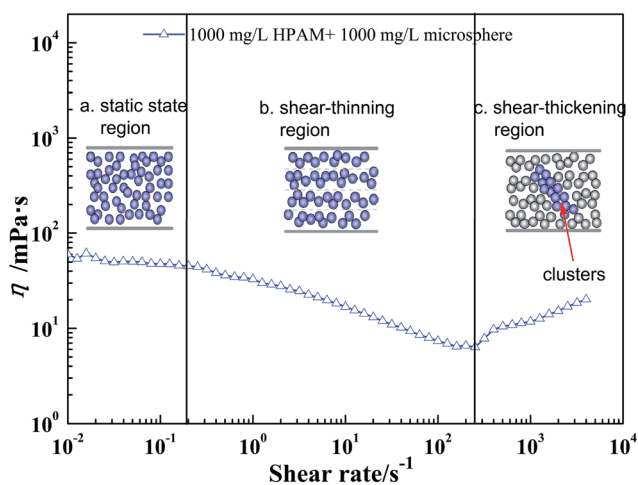 10⁴
1000 mg/L HPAM+ 1000 mg/L microsphere
a. static state
region
b. shear-thinning
region
c. shear-thickening
region
10³
10²
clusters
η /mPa·s
10¹
10⁰
10⁻² 10⁻¹ 10⁰ 10¹ 10² 10³ 10⁴
Shear rate/s⁻¹